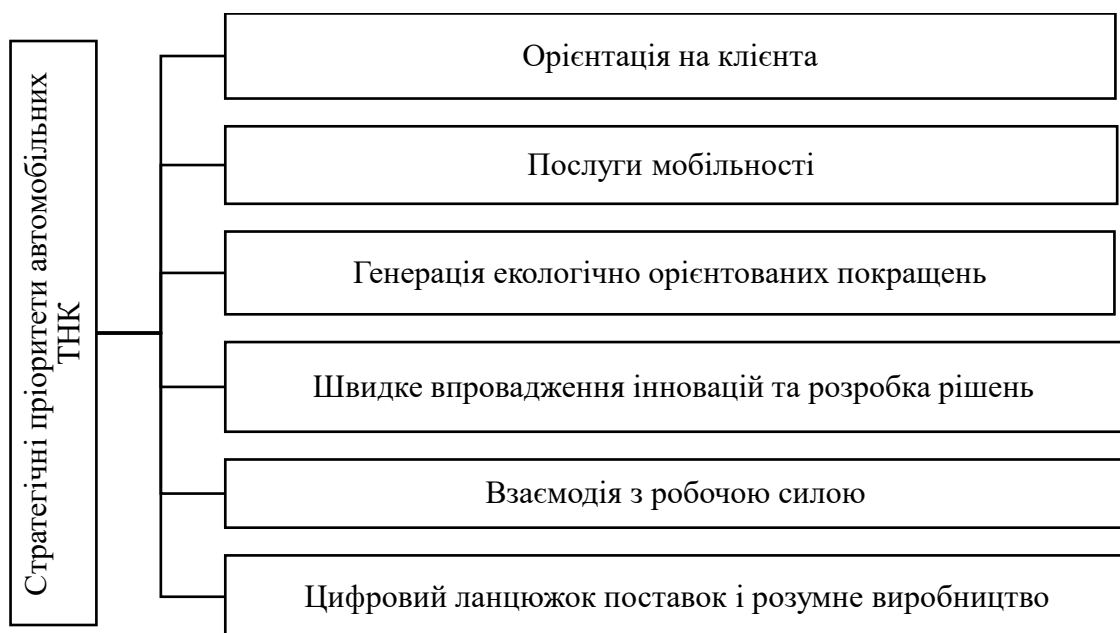 Стратегічні пріоритети автомобільних
ТНК
Орієнтація на клієнта
Послуги мобільності
Генерація екологічно орієнтованих покращень
Швидке впровадження інновацій та розробка рішень
Взаємодія з робочою силою
Цифровий ланцюжок поставок і розумне виробництво